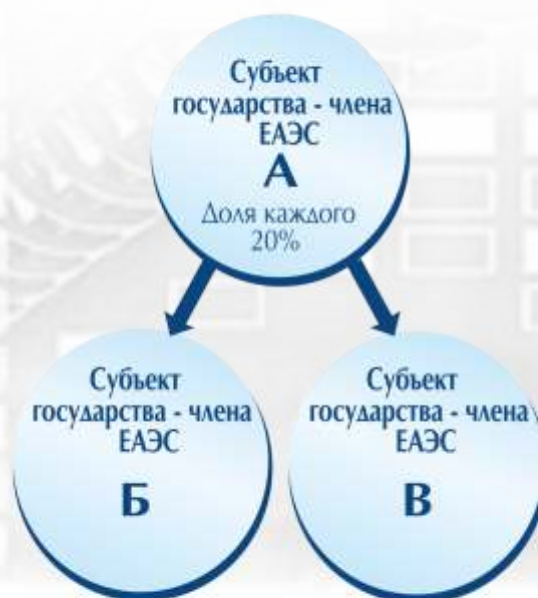 Субъект
государства - члена
ЕАЭС
А
Доля каждого
20%
Субъект
государства - члена
ЕАЭС
Б
Субъект
государства - члена
ЕАЭС
В